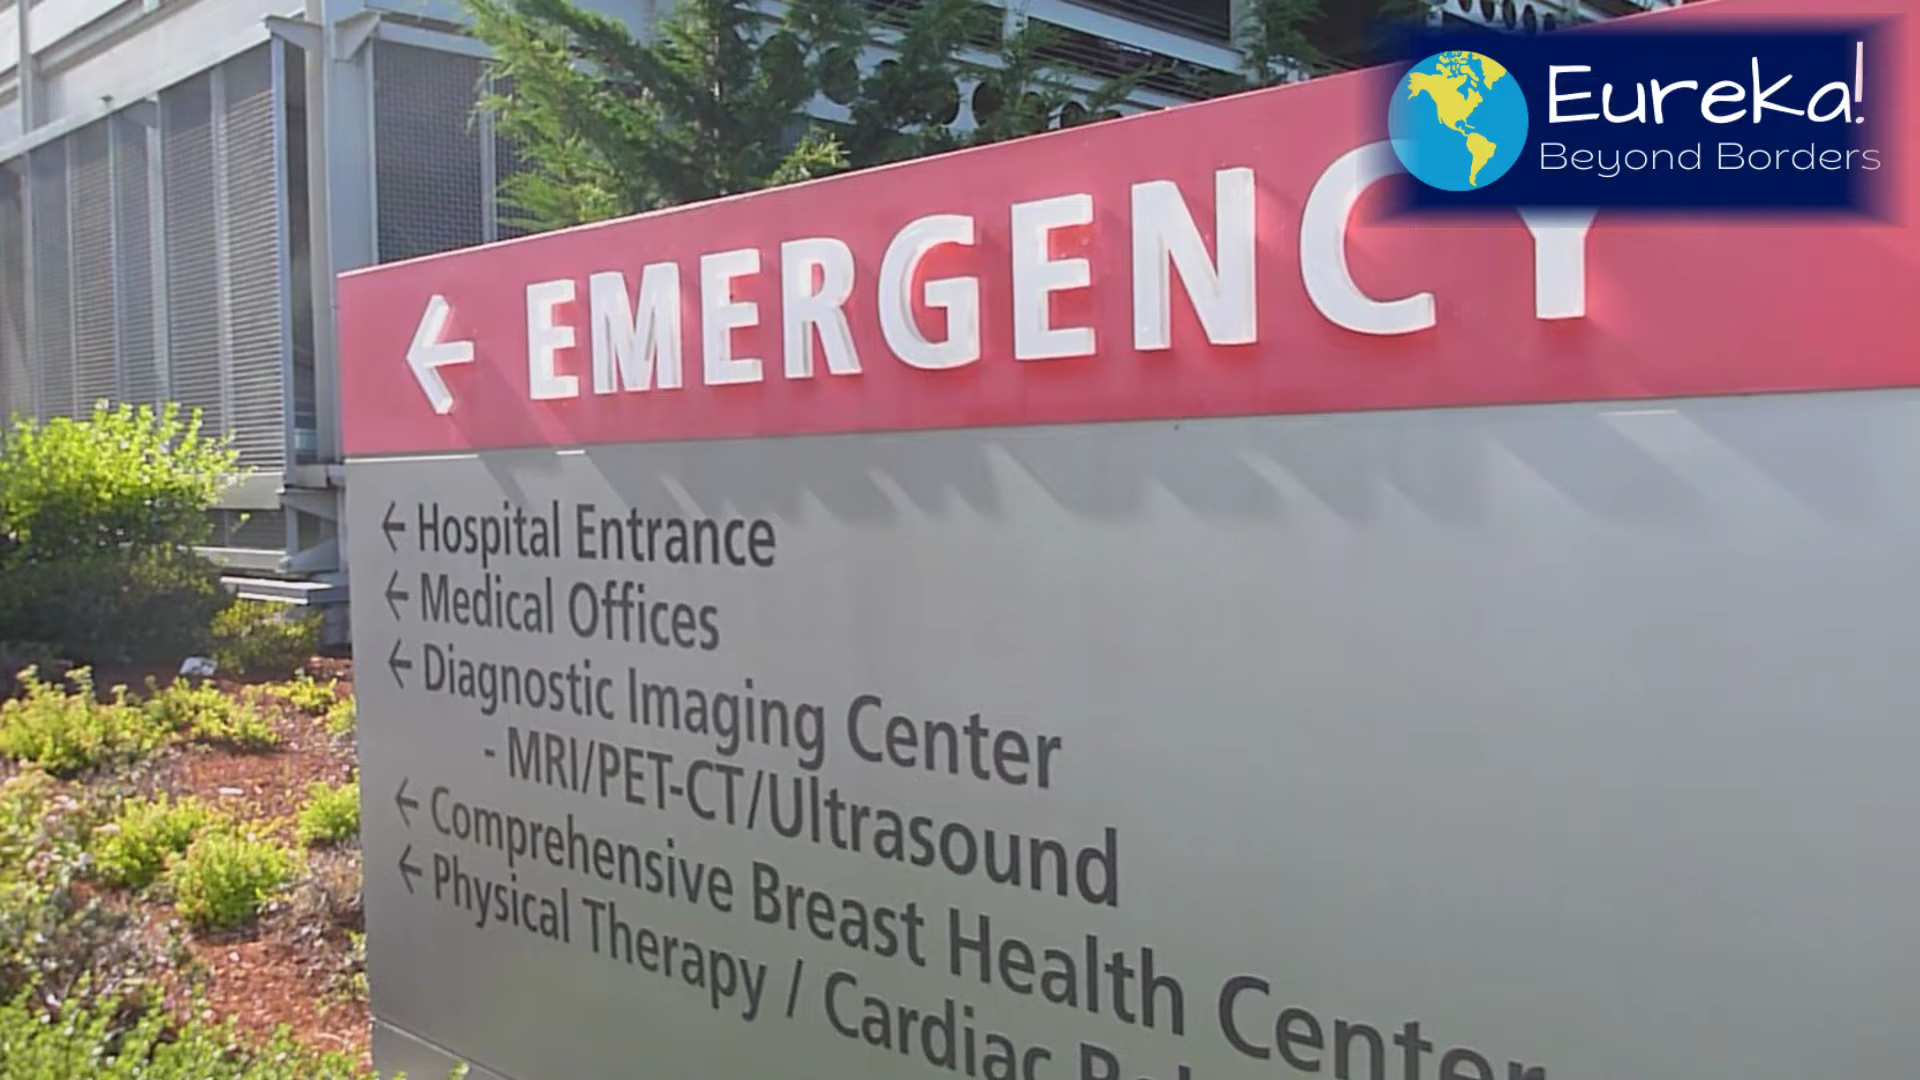 Eureka!
Beyond Borders
← EMERGENCY
← Hospital Entrance
← Medical Offices
← Diagnostic Imaging Center
- MRI/PET-CT/Ultrasound
← Comprehensive Breast Health Center
← Physical Therapy / Cardiac